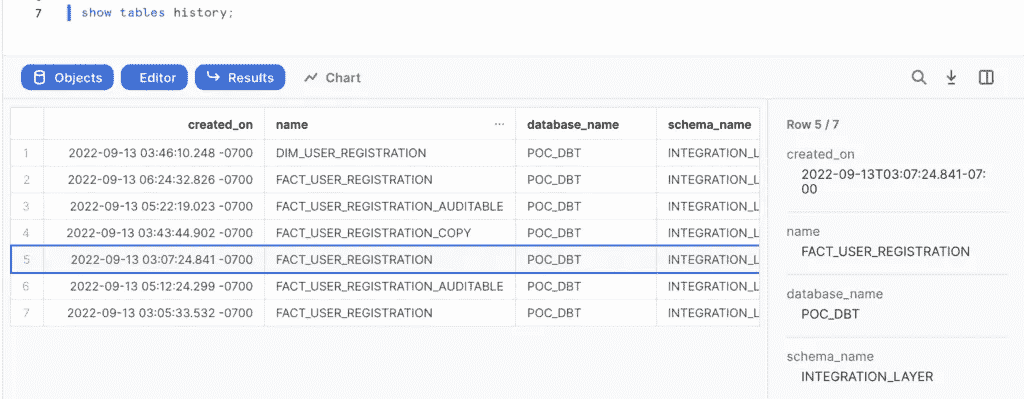 7 show tables history;
Objects Editor Results Chart
created_on name ... database_name schema_name
1 2022-09-13 03:46:10.248 -0700 DIM_USER_REGISTRATION POC_DBT INTEGRATION_L
2 2022-09-13 06:24:32.826 -0700 FACT_USER_REGISTRATION POC_DBT INTEGRATION_L
3 2022-09-13 05:22:19.023 -0700 FACT_USER_REGISTRATION_AUDITABLE POC_DBT INTEGRATION_L
4 2022-09-13 03:43:44.902 -0700 FACT_USER_REGISTRATION_COPY POC_DBT INTEGRATION_L
5 2022-09-13 03:07:24.841 -0700 FACT_USER_REGISTRATION POC_DBT INTEGRATION_L
6 2022-09-13 05:12:24.299 -0700 FACT_USER_REGISTRATION_AUDITABLE POC_DBT INTEGRATION_L
7 2022-09-13 03:05:33.532 -0700 FACT_USER_REGISTRATION POC_DBT INTEGRATION_L
Row 5 / 7
created_on
2022-09-13T03:07:24.841-07:
00
name
FACT_USER_REGISTRATION
database_name
POC_DBT
schema_name
INTEGRATION_LAYER